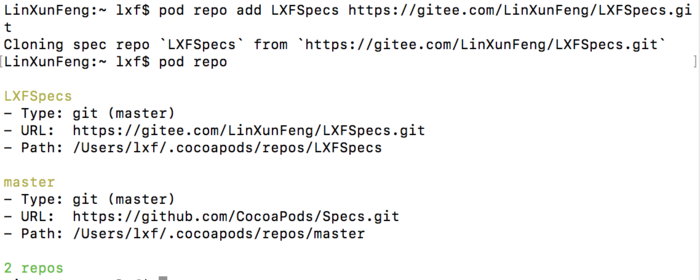 LinXunFeng:~ lxf$ pod repo add LXFSpecs https://gitee.com/LinXunFeng/LXFSpecs.gi
t
Cloning spec repo `LXFSpecs` from `https://gitee.com/LinXunFeng/LXFSpecs.git`
[LinXunFeng:~ lxf$ pod repo ]
LXFSpecs
- Type: git (master)
- URL:  https://gitee.com/LinXunFeng/LXFSpecs.git
- Path: /Users/lxf/.cocoapods/repos/LXFSpecs
master
- Type: git (master)
- URL:  https://github.com/CocoaPods/Specs.git
- Path: /Users/lxf/.cocoapods/repos/master
2 repos